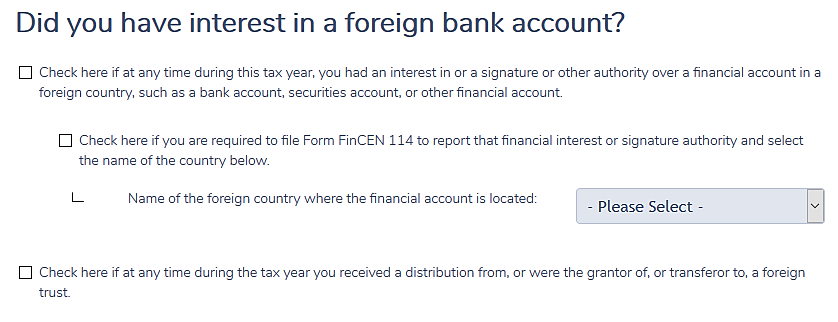 Did you have interest in a foreign bank account?
Check here if at any time during this tax year, you had an interest in or a signature or other authority over a financial account in a
foreign country, such as a bank account, securities account, or other financial account.
Check here if you are required to file Form FinCEN 114 to report that financial interest or signature authority and select
the name of the country below.
Name of the foreign country where the financial account is located:
- Please Select -
Check here if at any time during the tax year you received a distribution from, or were the grantor of, or transferor to, a foreign
trust.